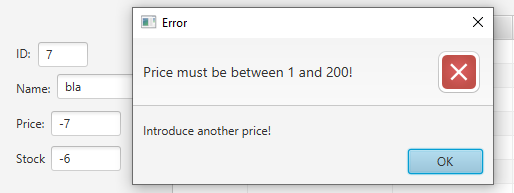 Error
ID: 7
Price must be between 1 and 200!
Name: bla
Price: -7
Introduce another price!
Stock -6
OK